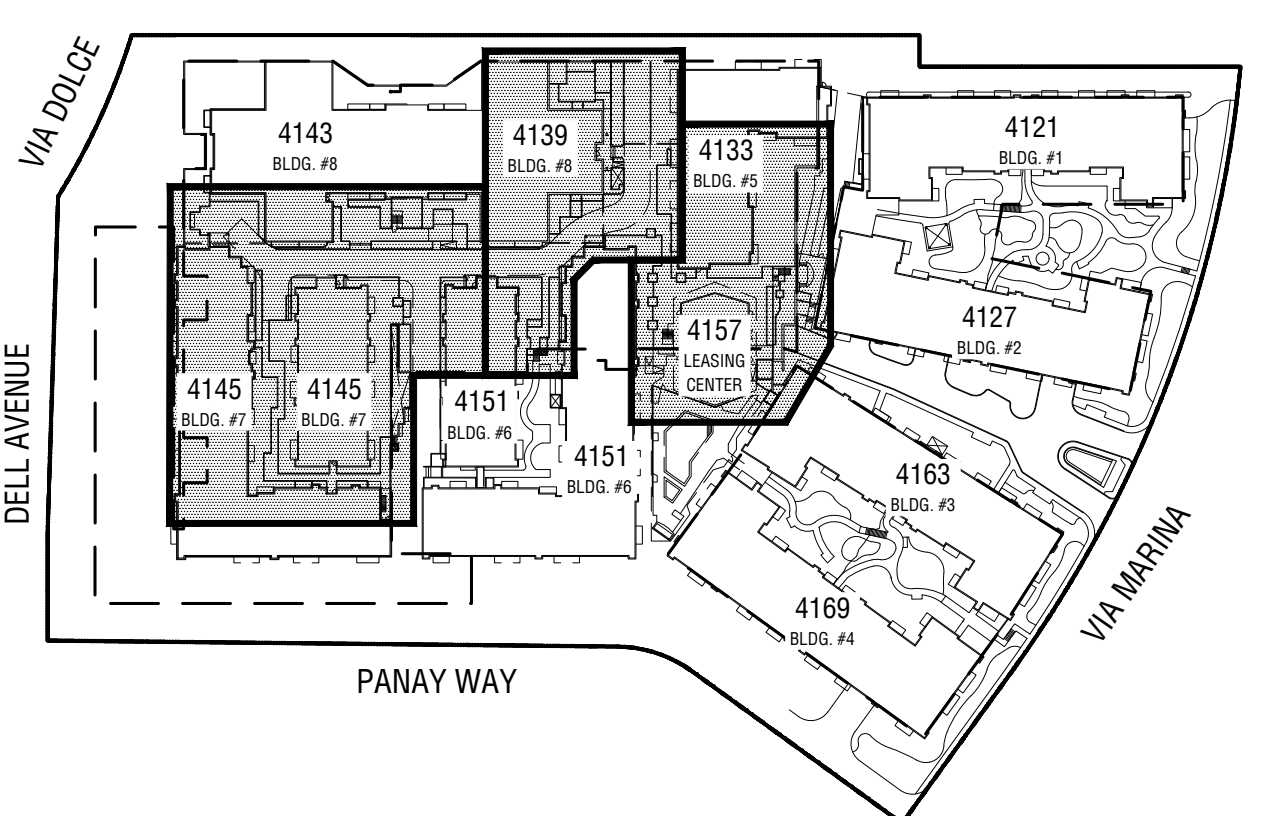 VIA DOLCE
4143
BLDG. #8
4139
BLDG. #8
4133
BLDG. #5
4121
BLDG. #1
4127
BLDG. #2
4157
LEASING
CENTER
DELL AVENUE
4145
BLDG. #7
4145
BLDG. #7
4151
BLDG. #6
4151
BLDG. #6
4163
BLDG. #3
4169
BLDG. #4
VIA MARINA
PANAY WAY